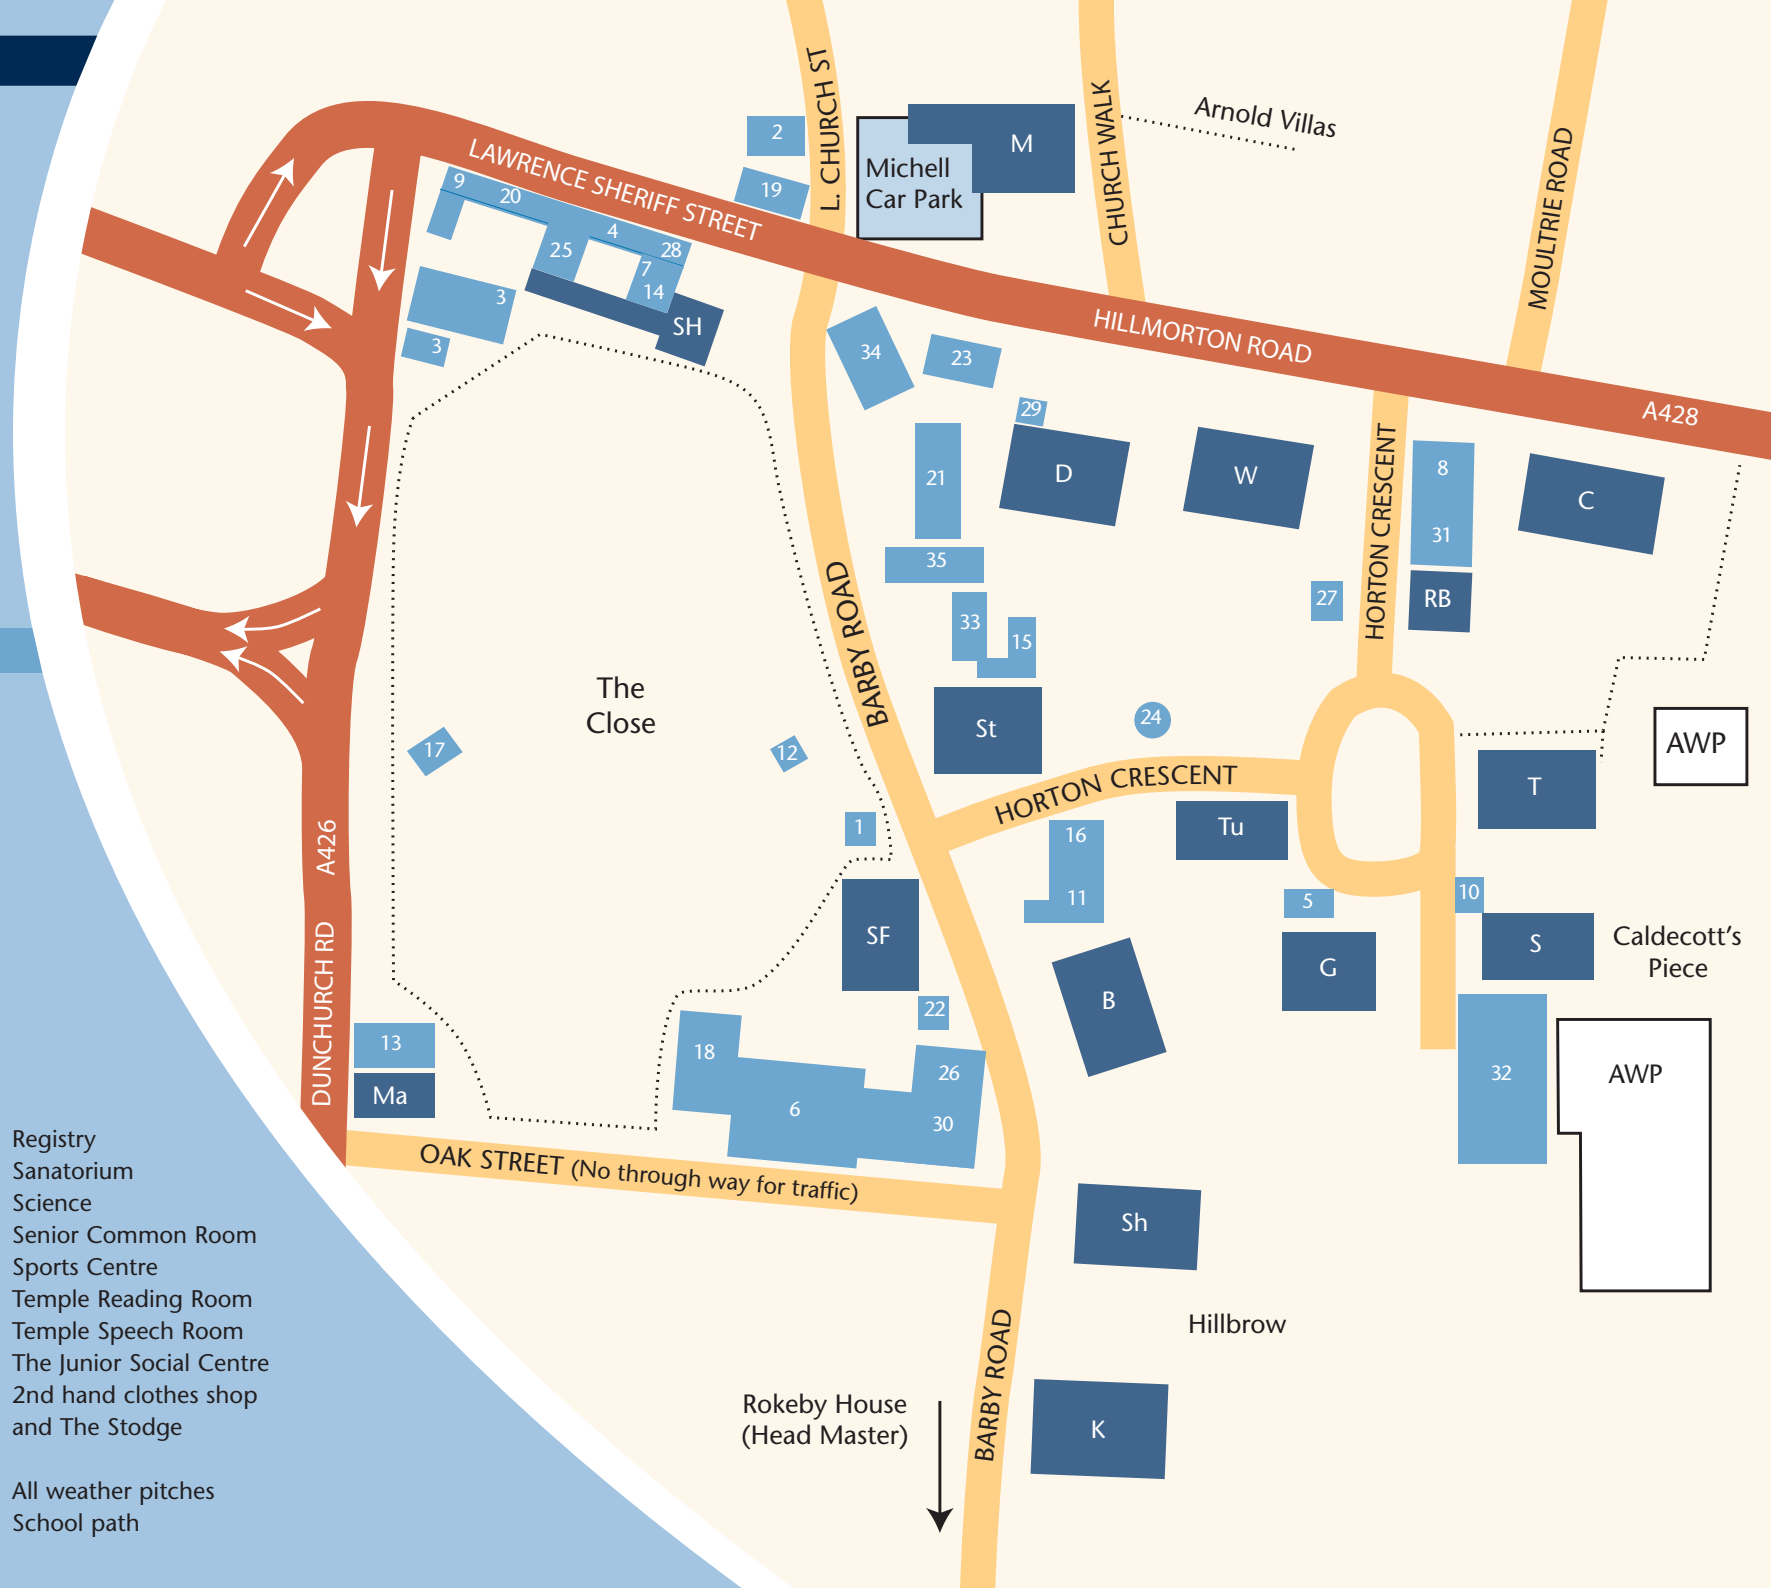 L. CHURCH ST
CHURCH WALK
Arnold Villas
MOULTRIE ROAD
2
M
Michell
Car Park
19
LAWRENCE SHERIFF STREET
9
20
4
28
25
7
14
3
SH
3
34
23
HILLMORTON ROAD
A428
29
21
D
W
HORTON CRESCENT
8
31
C
35
27
RB
33
15
BARBY ROAD
The
Close
St
24
AWP
17
12
HORTON CRESCENT
T
1
16
Tu
A426
11
5
10
SF
G
S
Caldecott's
Piece
DUNCHURCH RD
B
22
13
18
26
32
AWP
Ma
6
30
OAK STREET (No through way for traffic)
Sh
Hillbrow
BARBY ROAD
Rokeby House
(Head Master)
K
Registry
Sanatorium
Science
Senior Common Room
Sports Centre
Temple Reading Room
Temple Speech Room
The Junior Social Centre
2nd hand clothes shop
and The Stodge
All weather pitches
School path